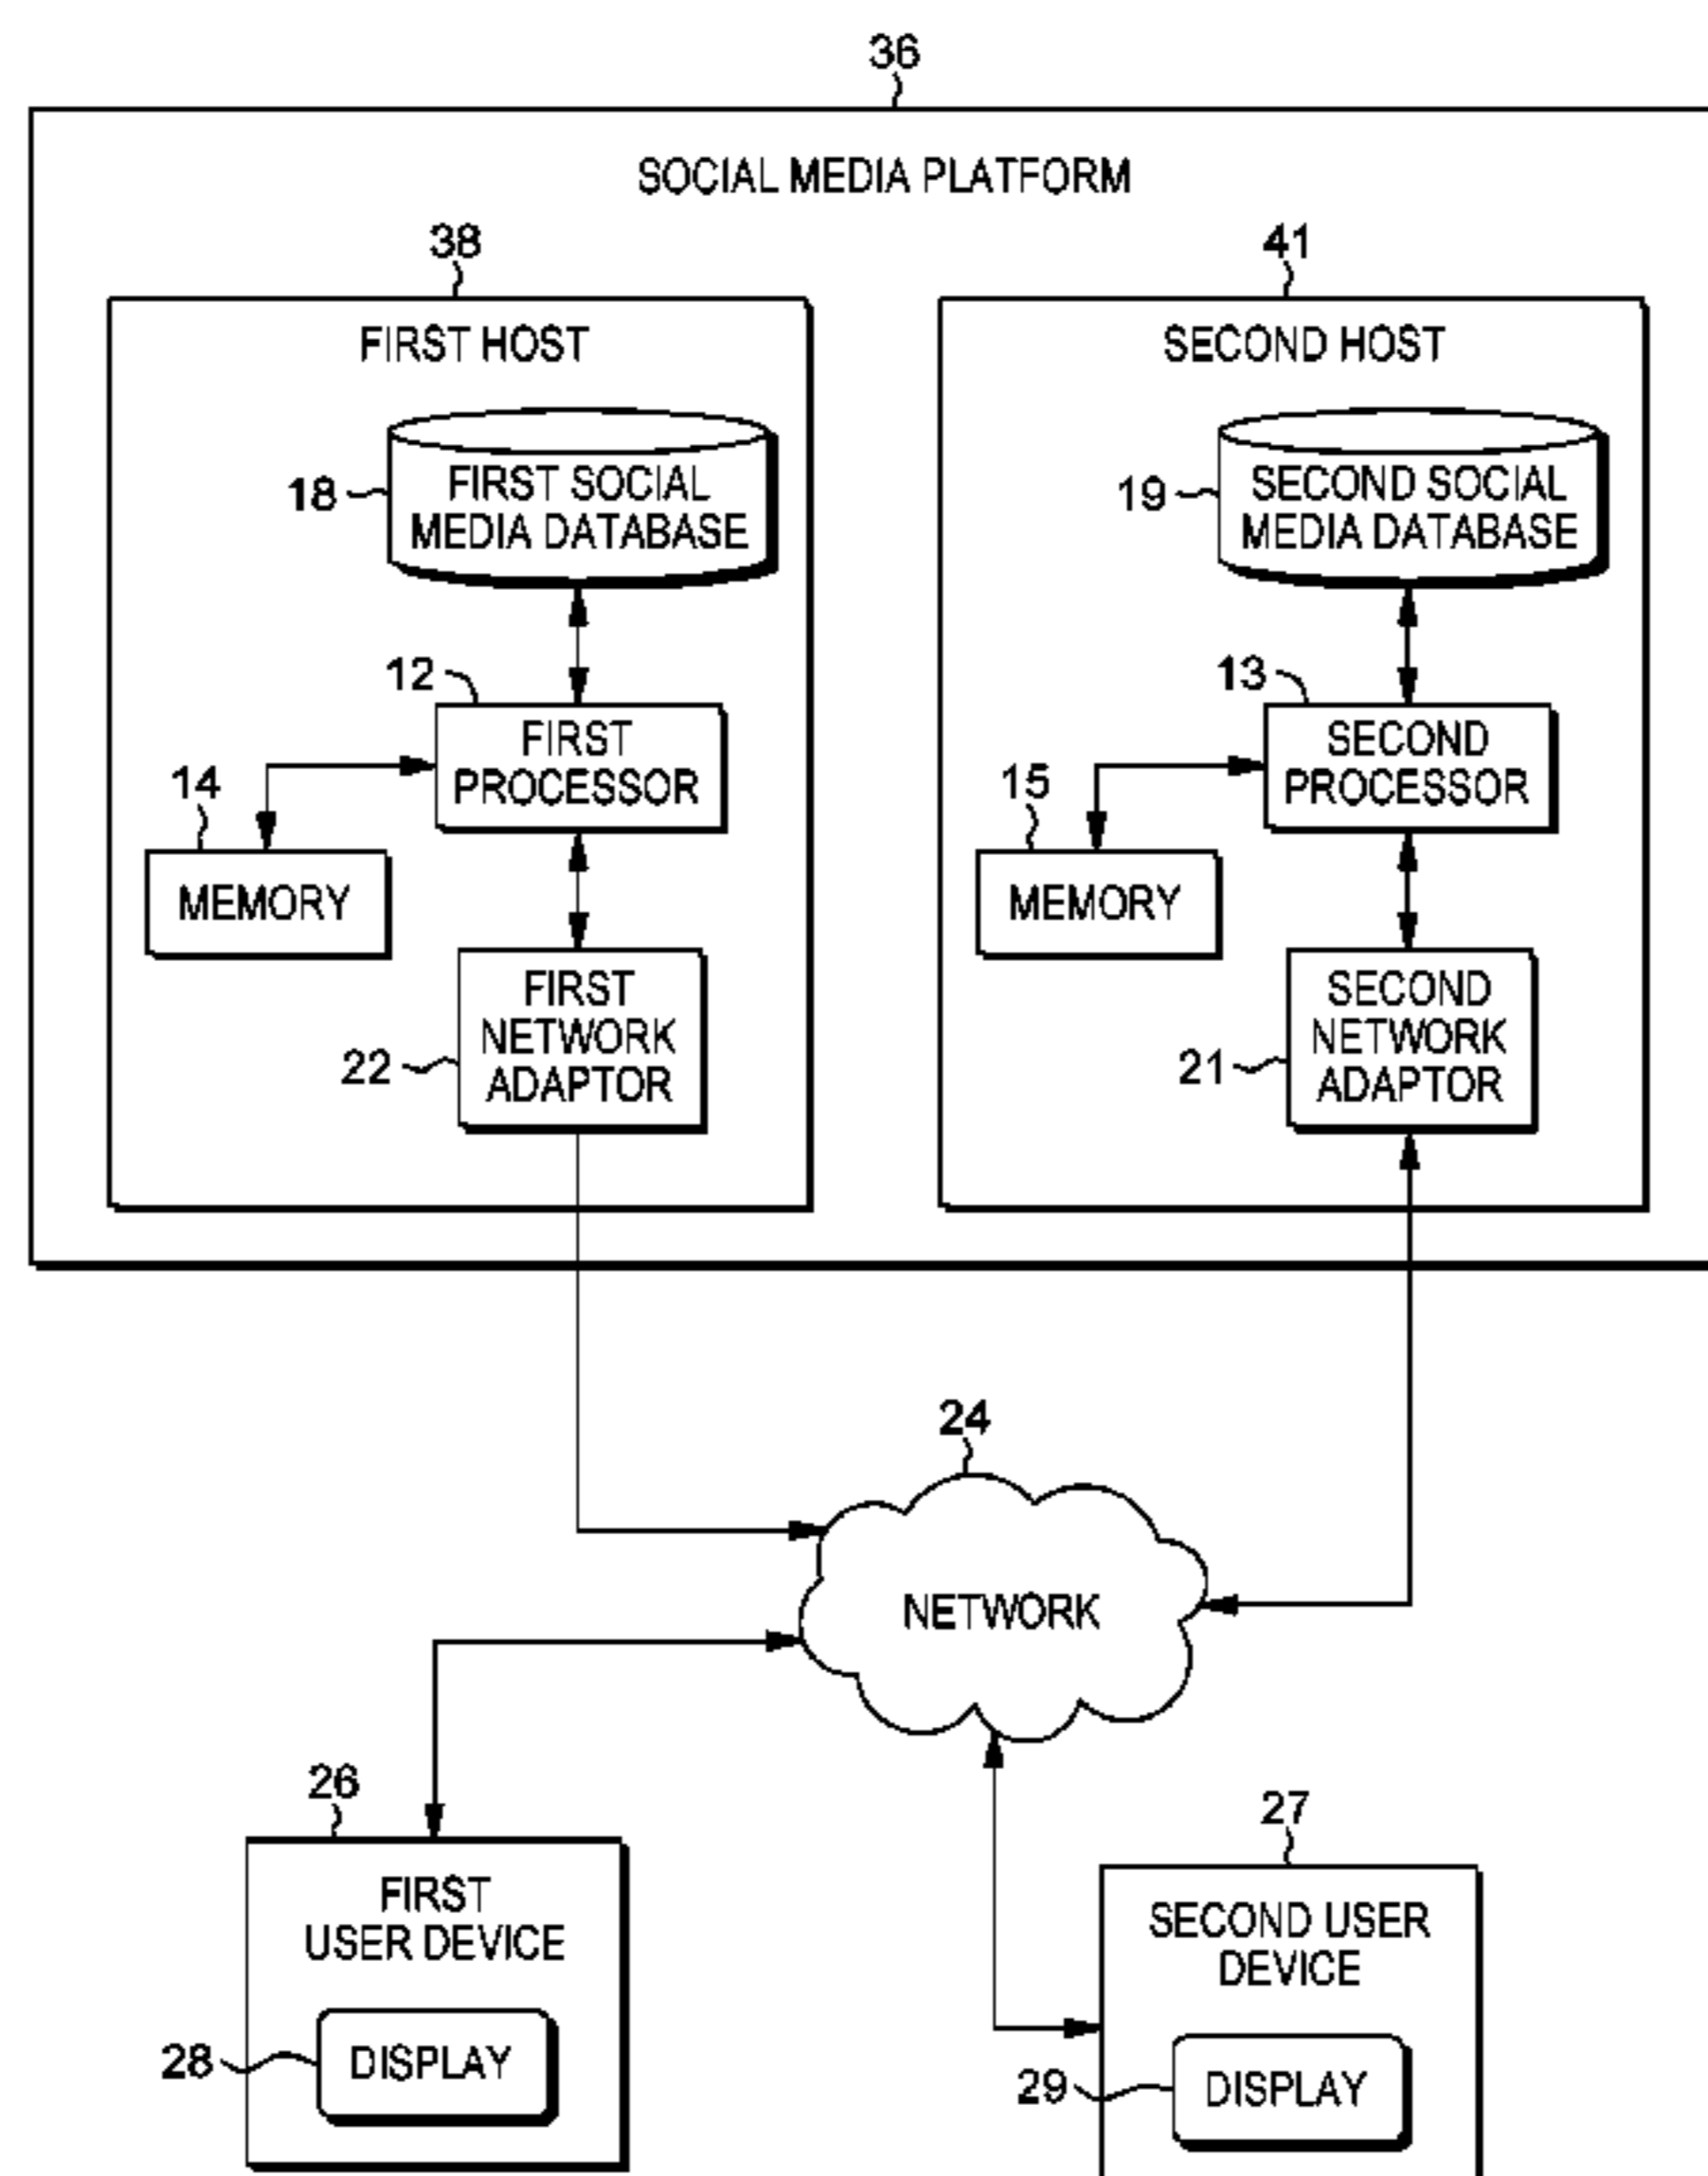 36
SOCIAL MEDIA PLATFORM
38
41
FIRST HOST
SECOND HOST
18
FIRST SOCIAL
MEDIA DATABASE
19
SECOND SOCIAL
MEDIA DATABASE
12
FIRST
PROCESSOR
13
SECOND
PROCESSOR
14
MEMORY
15
MEMORY
22
FIRST
NETWORK
ADAPTOR
21
SECOND
NETWORK
ADAPTOR
24
NETWORK
26
FIRST
USER DEVICE
28
DISPLAY
27
SECOND USER
DEVICE
29
DISPLAY